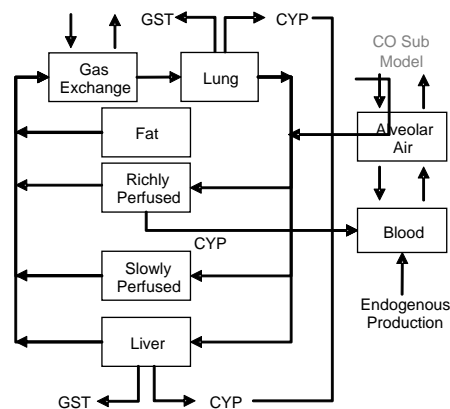 GST
CYP
CO Sub
Model
Gas
Exchange
Lung
Alveolar
Air
Fat
Richly
Perfused
Blood
CYP
Slowly
Perfused
Endogenous
Production
Liver
GST
CYP